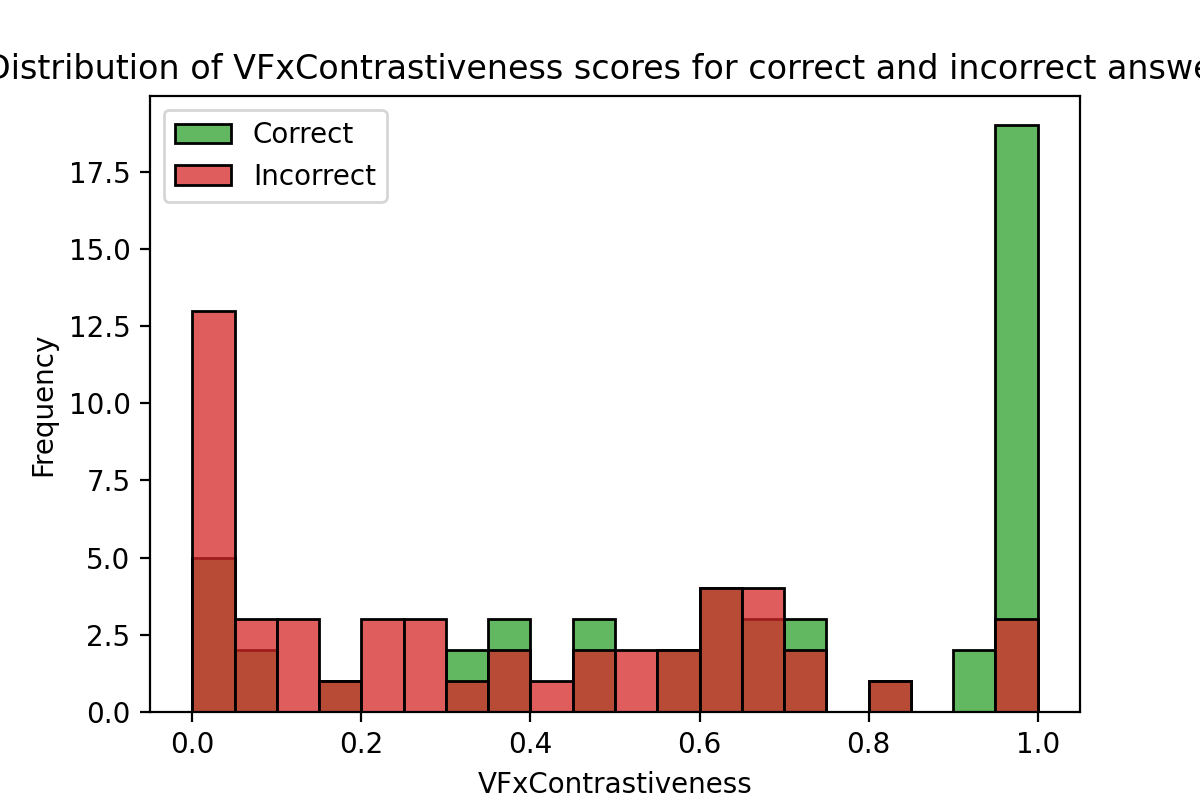 Distribution of VFxContrastiveness scores for correct and incorrect answe
Correct
Incorrect
17.5
15.0
12.5
10.0
7.5
5.0
2.5
0.0
Frequency
0.0 0.2 0.4 0.6 0.8 1.0
VFxContrastiveness